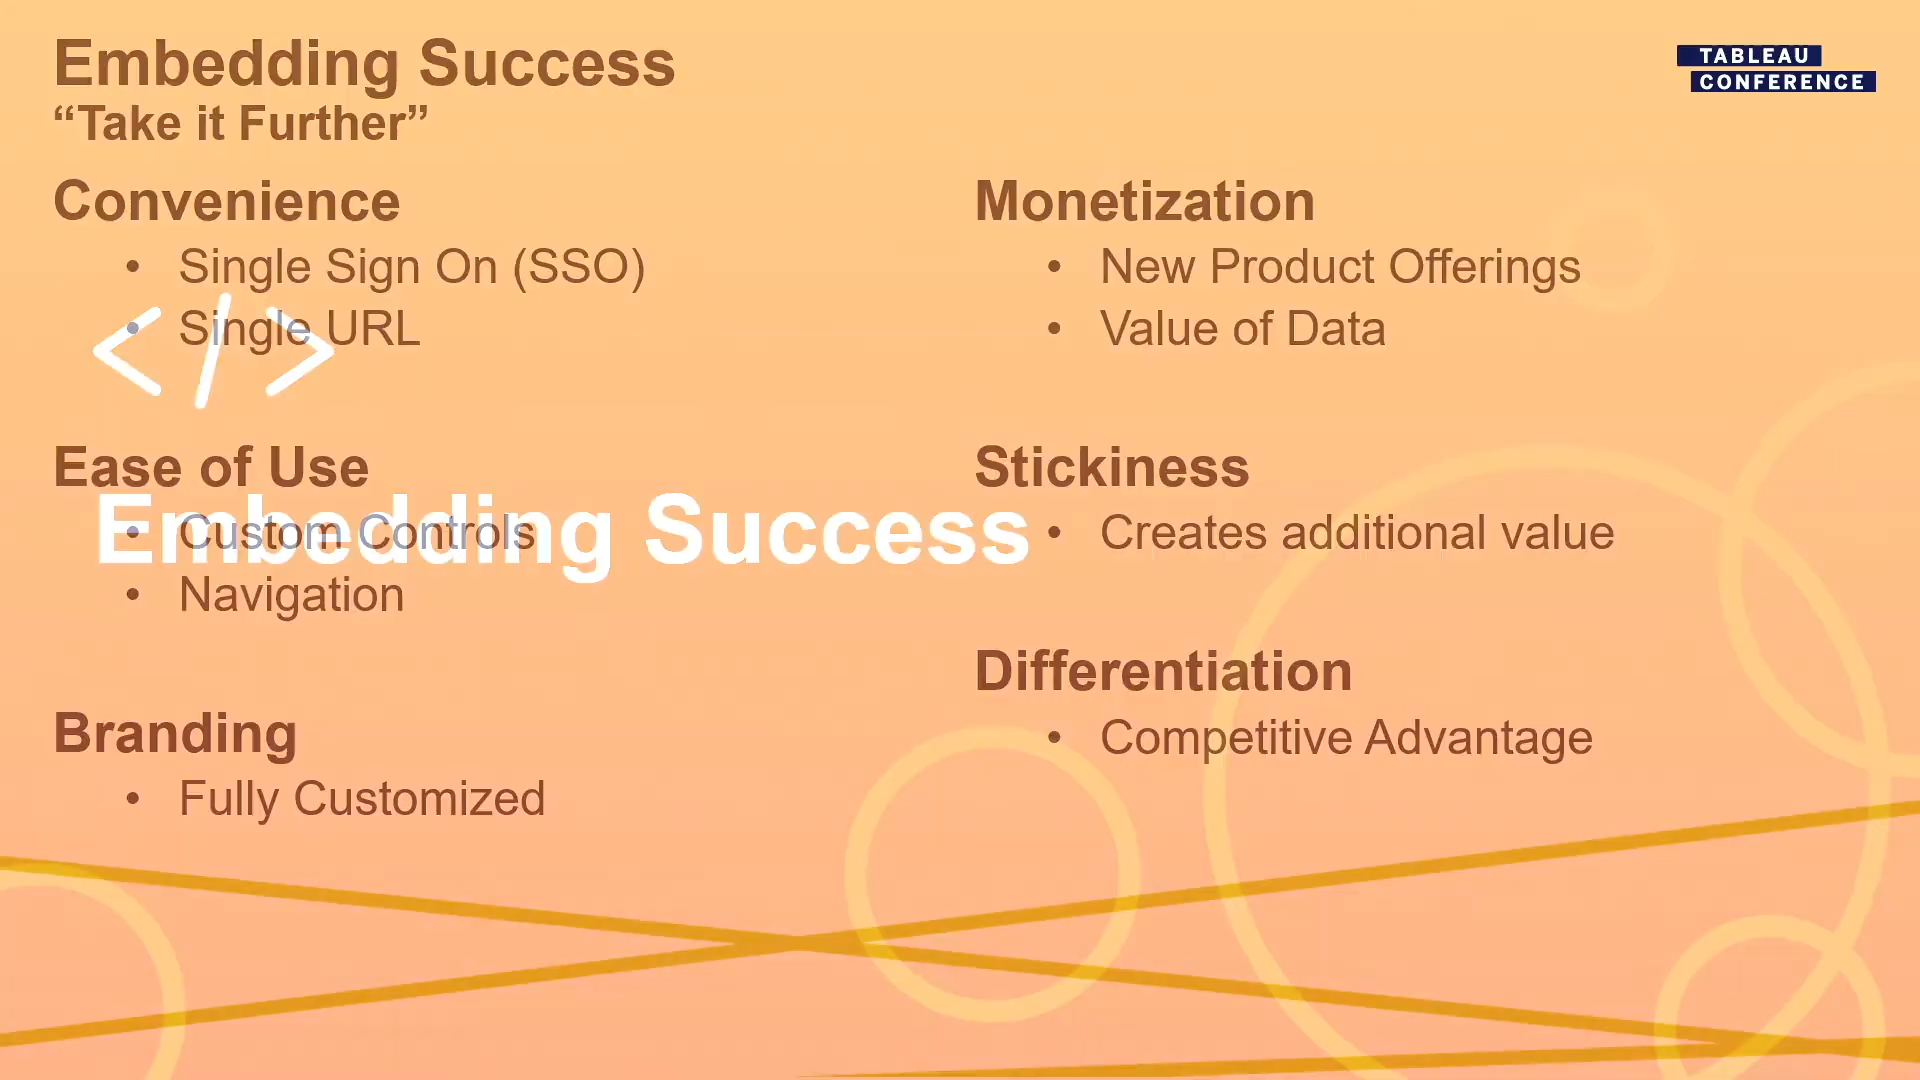 Embedding Success
“Take it Further”
TABLEAU
CONFERENCE
Convenience
• Single Sign On (SSO)
• Single URL
</>
Ease of Use
• Custom Controls
• Navigation
Embedding Success
Branding
• Fully Customized
Monetization
• New Product Offerings
• Value of Data
Stickiness
• Creates additional value
Differentiation
• Competitive Advantage